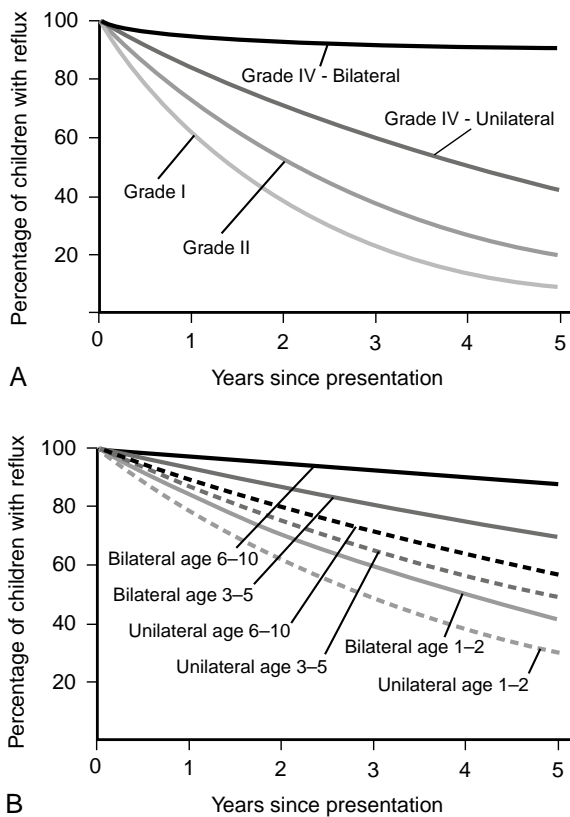 Percentage of children with reflux
100
80
60
40
20
Grade IV - Bilateral
Grade IV - Unilateral
Grade I
Grade II
0 1 2 3 4 5
Years since presentation
A
Percentage of children with reflux
100
80
60
40
20
Bilateral age 6–10
Bilateral age 3–5
Unilateral age 6–10
Unilateral age 3–5
Bilateral age 1–2
Unilateral age 1–2
0 1 2 3 4 5
Years since presentation
B